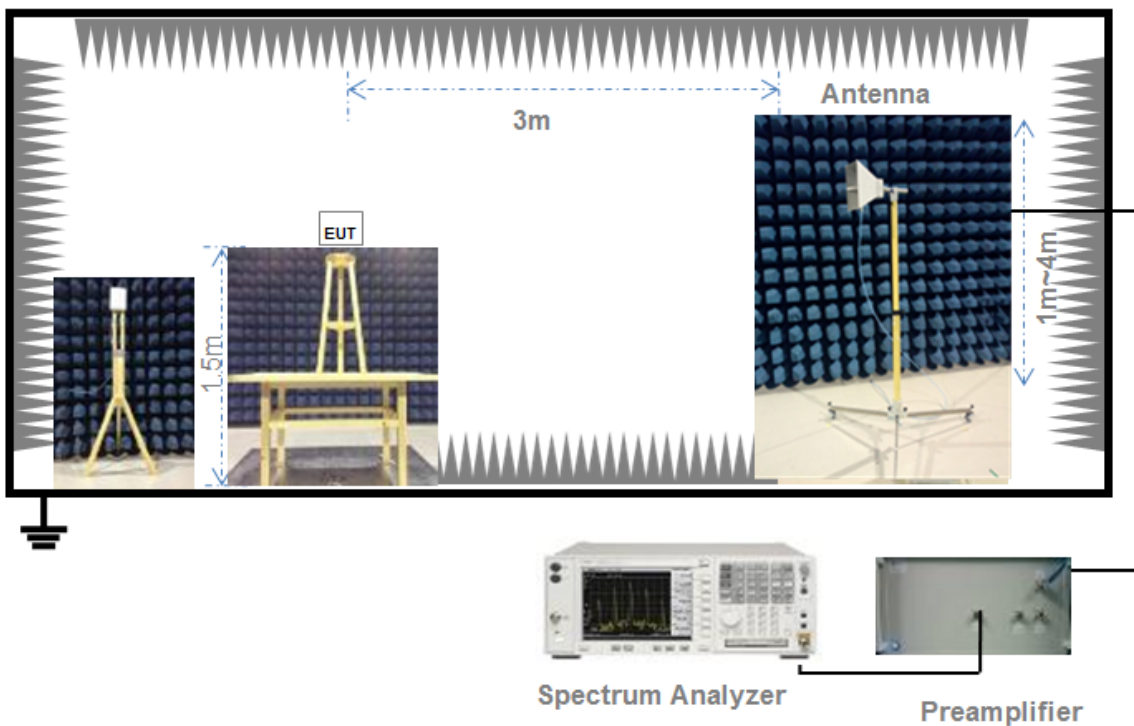 Antenna
3m
EUT
1.5m
1m~4m
Spectrum Analyzer
Preamplifier